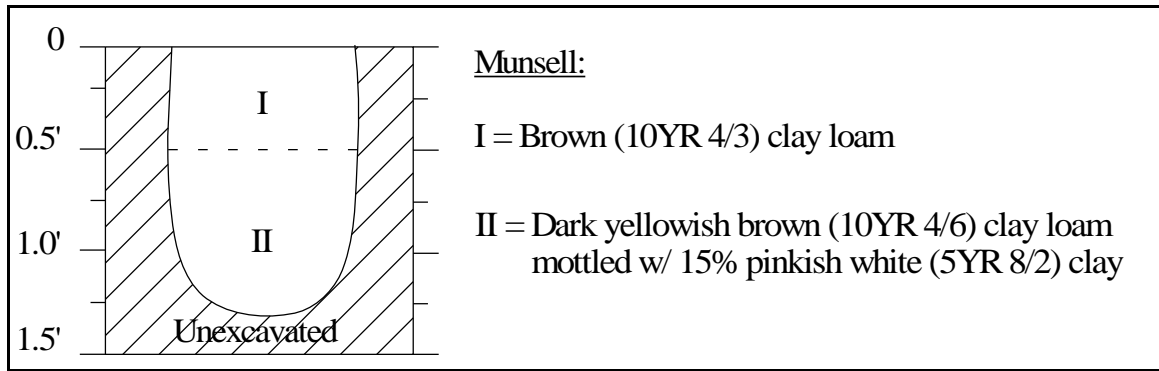 0
0.5'
1.0'
1.5'
I
II
Unexcavated
Munsell:
I = Brown (10YR 4/3) clay loam
II = Dark yellowish brown (10YR 4/6) clay loam
mottled w/ 15% pinkish white (5YR 8/2) clay